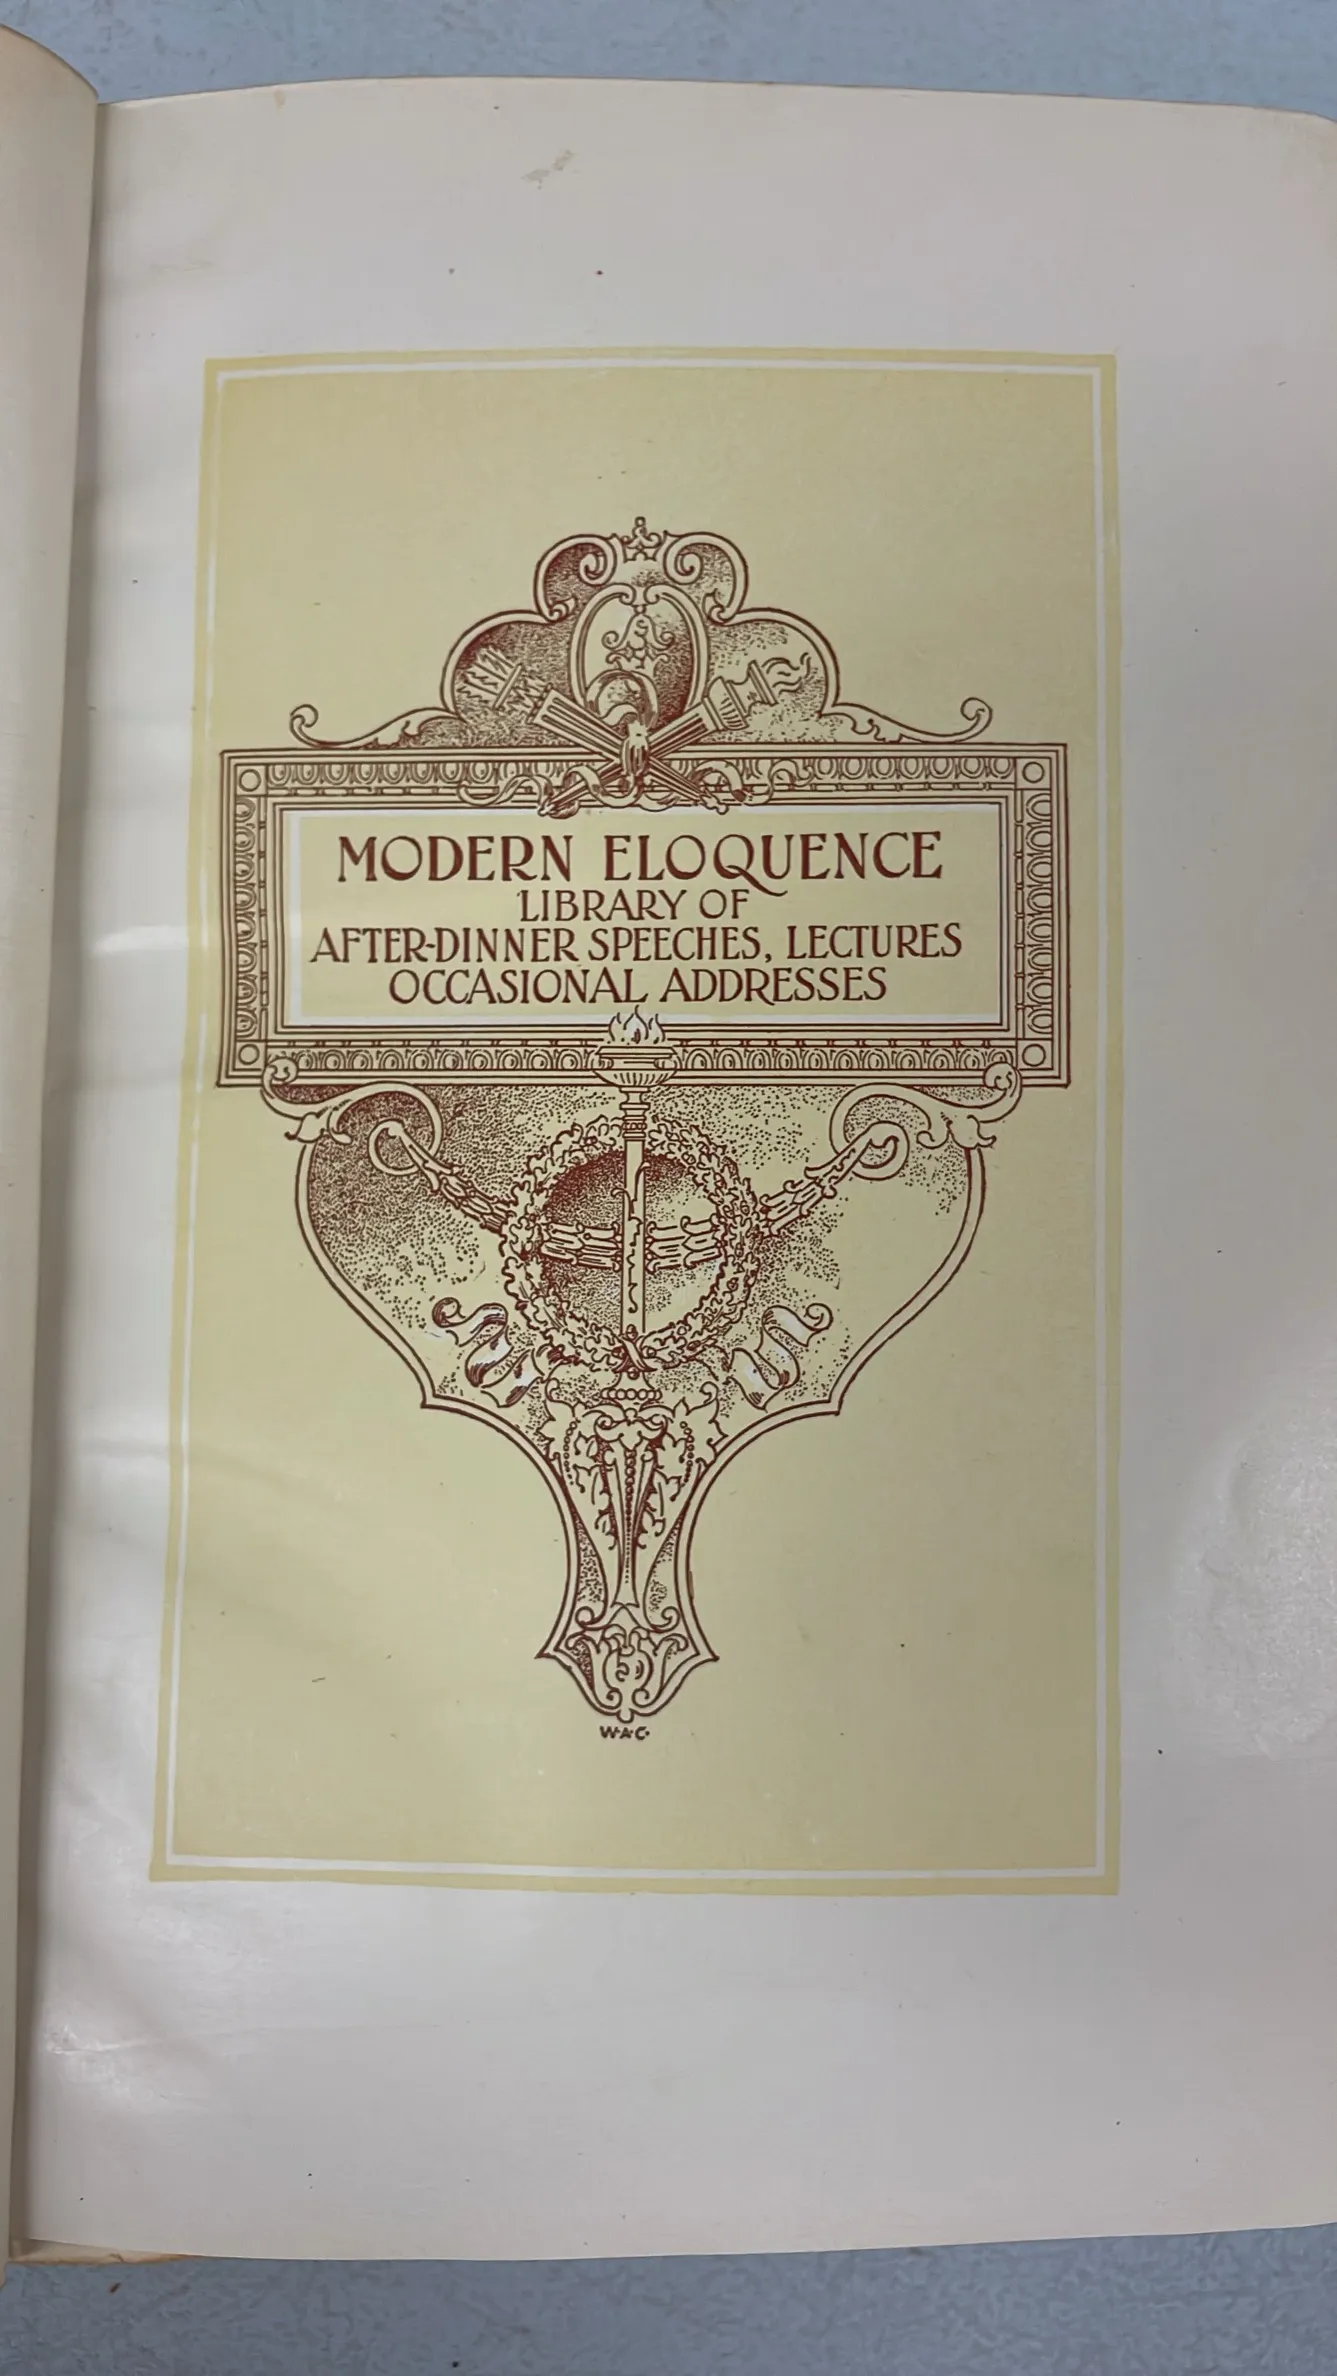 MODERN ELOQUENCE
LIBRARY OF
AFTER-DINNER SPEECHES, LECTURES
OCCASIONAL ADDRESSES
W·A·C·